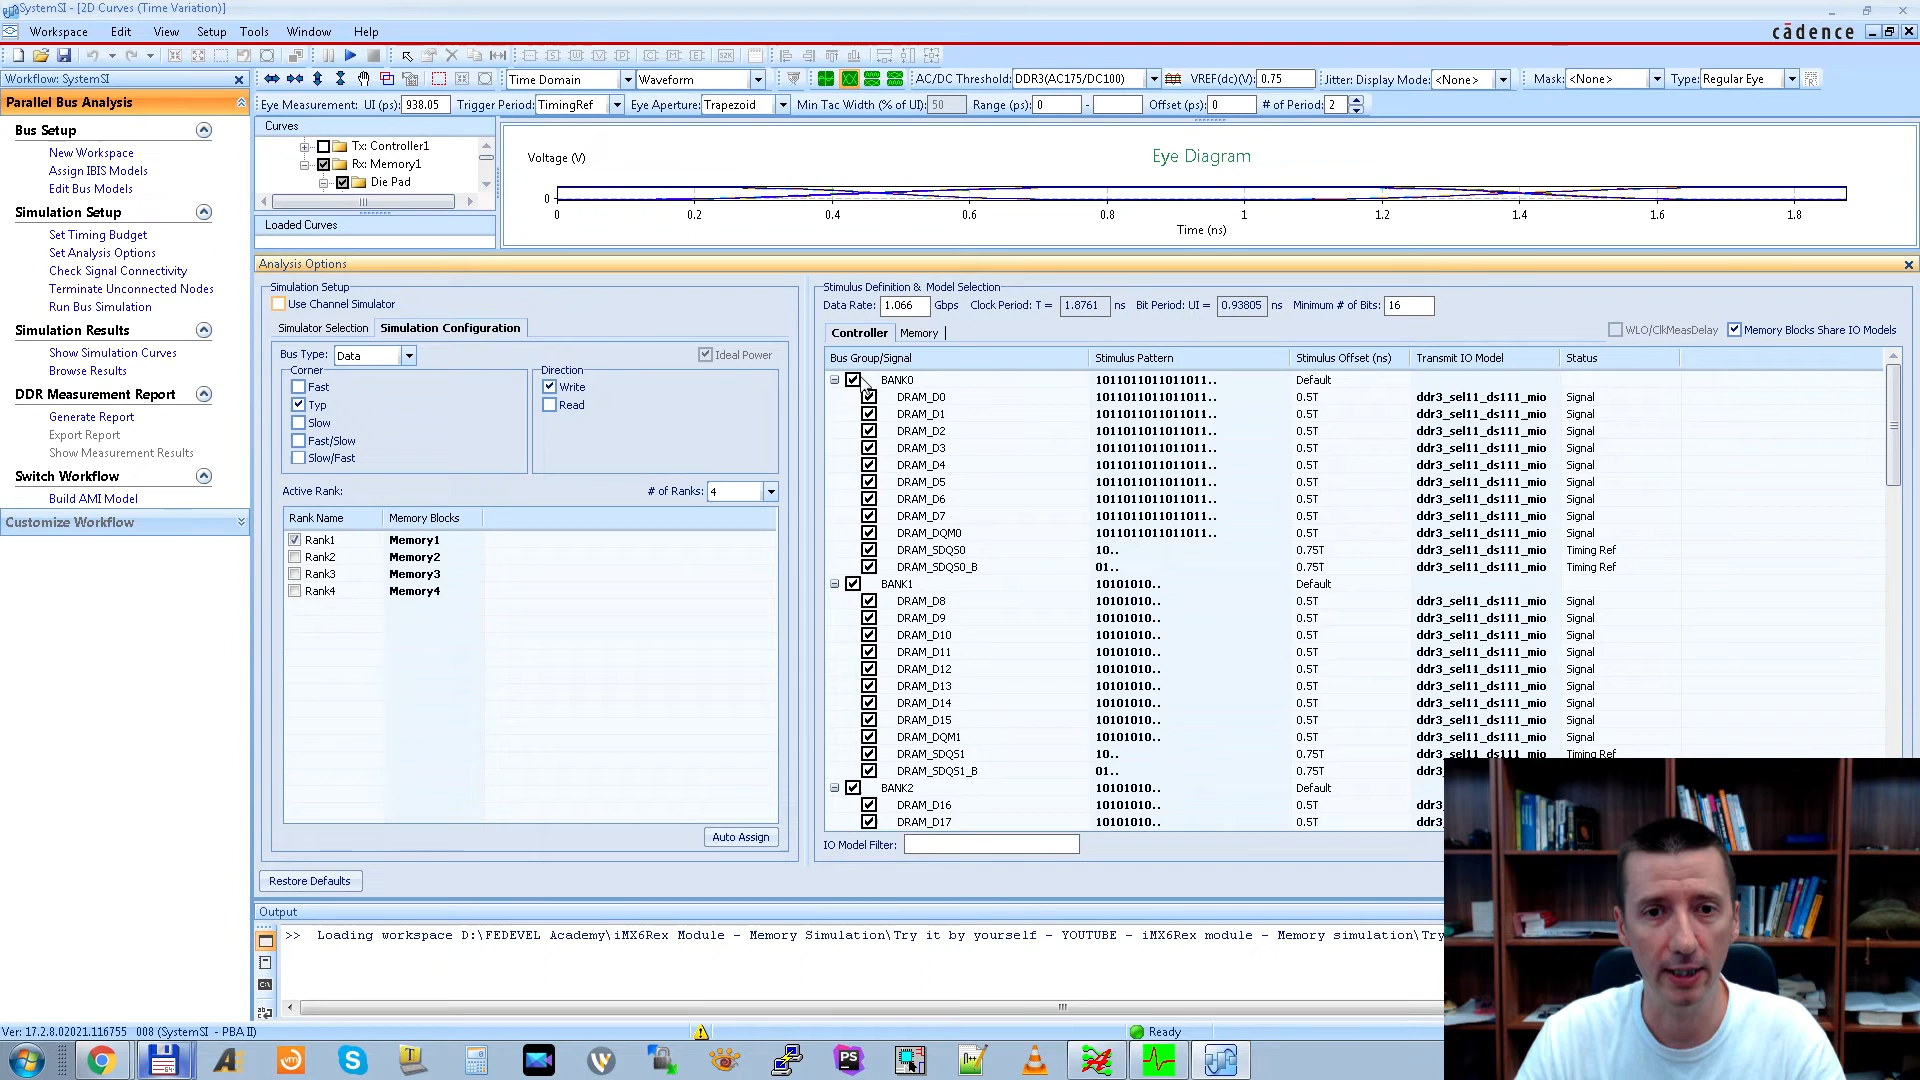 SystemSI - [2D Curves (Time Variation)]
Workspace Edit View Setup Tools Window Help
cādence
Workflow: SystemSI
Time Domain Waveform AC/DC Threshold: DDR3(AC175/DC100) VREF(dc)(V): 0.75 Jitter: Display Mode: <None> Mask: <None> Type: Regular Eye
Eye Measurement: UI (ps): 938.05 Trigger Period: TimingRef Eye Aperture: Trapezoid Min Tac Width (% of UI): 50 Range (ps): 0 - Offset (ps): 0 # of Period: 2
Parallel Bus Analysis
Bus Setup
New Workspace
Assign IBIS Models
Edit Bus Models
Simulation Setup
Set Timing Budget
Set Analysis Options
Check Signal Connectivity
Terminate Unconnected Nodes
Run Bus Simulation
Simulation Results
Show Simulation Curves
Browse Results
DDR Measurement Report
Generate Report
Export Report
Show Measurement Results
Switch Workflow
Build AMI Model
Customize Workflow
Curves
Tx: Controller1
Rx: Memory1
Die Pad
Loaded Curves
Voltage (V)
Eye Diagram
0
0 0.2 0.4 0.6 0.8 1 1.2 1.4 1.6 1.8
Time (ns)
Analysis Options
Simulation Setup
Use Channel Simulator
Simulator Selection Simulation Configuration
Bus Type: Data Ideal Power
Corner
Fast
Typ
Slow
Fast/Slow
Slow/Fast
Direction
Write
Read
Active Rank: # of Ranks: 4
Rank Name Memory Blocks
Rank1 Memory1
Rank2 Memory2
Rank3 Memory3
Rank4 Memory4
Auto Assign
Restore Defaults
Stimulus Definition & Model Selection
Data Rate: 1.066 Gbps Clock Period: T = 1.8761 ns Bit Period: UI = 0.93805 ns Minimum # of Bits: 16
Controller Memory WLO/ClkMeasDelay Memory Blocks Share IO Models
Bus Group/Signal Stimulus Pattern Stimulus Offset (ns) Transmit IO Model Status
BANK0 1011011011011011.. Default
DRAM_D0 1011011011011011.. 0.5T ddr3_sel11_ds111_mio Signal
DRAM_D1 1011011011011011.. 0.5T ddr3_sel11_ds111_mio Signal
DRAM_D2 1011011011011011.. 0.5T ddr3_sel11_ds111_mio Signal
DRAM_D3 1011011011011011.. 0.5T ddr3_sel11_ds111_mio Signal
DRAM_D4 1011011011011011.. 0.5T ddr3_sel11_ds111_mio Signal
DRAM_D5 1011011011011011.. 0.5T ddr3_sel11_ds111_mio Signal
DRAM_D6 1011011011011011.. 0.5T ddr3_sel11_ds111_mio Signal
DRAM_D7 1011011011011011.. 0.5T ddr3_sel11_ds111_mio Signal
DRAM_DQM0 1011011011011011.. 0.5T ddr3_sel11_ds111_mio Signal
DRAM_SDQS0 10.. 0.75T ddr3_sel11_ds111_mio Timing Ref
DRAM_SDQS0_B 01.. 0.75T ddr3_sel11_ds111_mio Timing Ref
BANK1 10101010.. Default
DRAM_D8 10101010.. 0.5T ddr3_sel11_ds111_mio Signal
DRAM_D9 10101010.. 0.5T ddr3_sel11_ds111_mio Signal
DRAM_D10 10101010.. 0.5T ddr3_sel11_ds111_mio Signal
DRAM_D11 10101010.. 0.5T ddr3_sel11_ds111_mio Signal
DRAM_D12 10101010.. 0.5T ddr3_sel11_ds111_mio Signal
DRAM_D13 10101010.. 0.5T ddr3_sel11_ds111_mio Signal
DRAM_D14 10101010.. 0.5T ddr3_sel11_ds111_mio Signal
DRAM_D15 10101010.. 0.5T ddr3_sel11_ds111_mio Signal
DRAM_DQM1 10101010.. 0.5T ddr3_sel11_ds111_mio Signal
DRAM_SDQS1 10.. 0.75T ddr3_sel11_ds111_mio Timing Ref
DRAM_SDQS1_B 01.. 0.75T ddr3_
BANK2 10101010.. Default
DRAM_D16 10101010.. 0.5T ddr3_
DRAM_D17 10101010.. 0.5T ddr3_
IO Model Filter:
Output
>> Loading workspace D:\FEDEVEL Academy\iMX6Rex Module - Memory Simulation\Try it by yourself - YOUTUBE - iMX6Rex module - Memory simulation\Try
Ver: 17.2.8.02021.116755 008 (SystemSI - PBA II) Ready